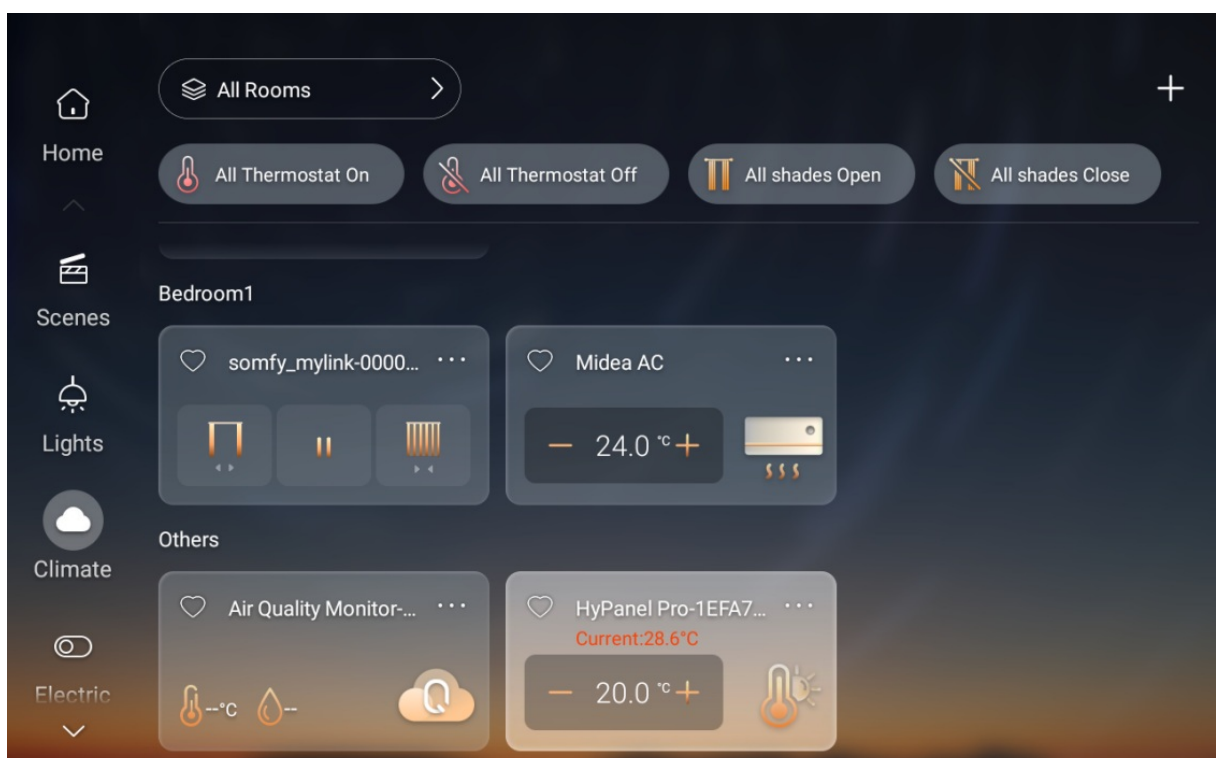 All Rooms
Home
All Thermostat On
All Thermostat Off
All shades Open
All shades Close
Scenes
Bedroom1
somfy_mylink-0000...
Midea AC
24.0 °C
Lights
Others
Climate
Air Quality Monitor-...
HyPanel Pro-1EFA7...
Current:28.6°C
--°C
--
Q
20.0 °C
Electric